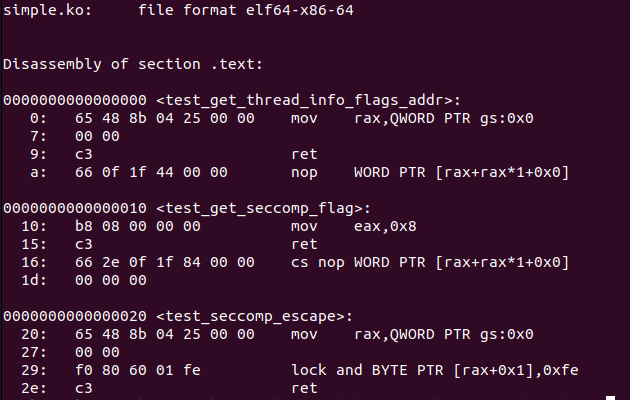 simple.ko:     file format elf64-x86-64
Disassembly of section .text:
0000000000000000 <test_get_thread_info_flags_addr>:
   0:   65 48 8b 04 25 00 00    mov    rax,QWORD PTR gs:0x0
   7:   00 00
   9:   c3                      ret
   a:   66 0f 1f 44 00 00       nop    WORD PTR [rax+rax*1+0x0]
0000000000000010 <test_get_seccomp_flag>:
  10:   b8 08 00 00 00          mov    eax,0x8
  15:   c3                      ret
  16:   66 2e 0f 1f 84 00 00    cs nop WORD PTR [rax+rax*1+0x0]
  1d:   00 00 00
0000000000000020 <test_seccomp_escape>:
  20:   65 48 8b 04 25 00 00    mov    rax,QWORD PTR gs:0x0
  27:   00 00
  29:   f0 80 60 01 fe          lock and BYTE PTR [rax+0x1],0xfe
  2e:   c3                      ret